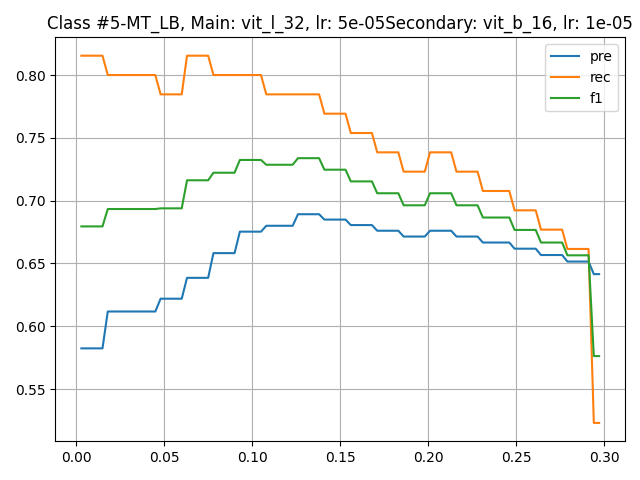 Class #5-MT_LB, Main: vit_l_32, lr: 5e-05Secondary: vit_b_16, lr: 1e-05
pre
rec
f1
0.80
0.75
0.70
0.65
0.60
0.55
0.00 0.05 0.10 0.15 0.20 0.25 0.30